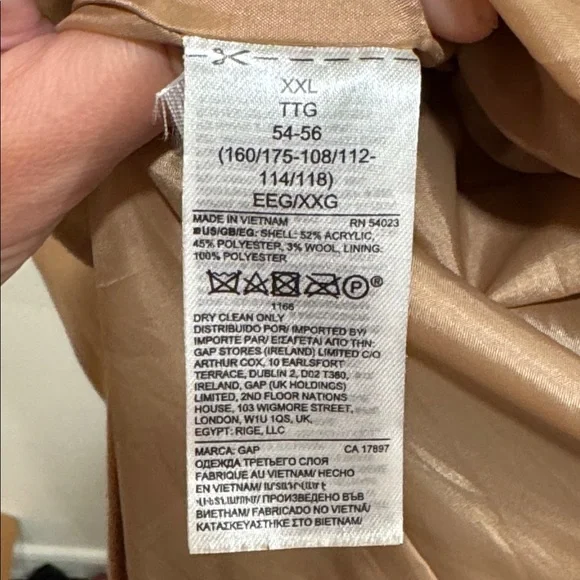 XXL
TTG
54-56
(160/175-108/112-
114/118)
EEG/XXG
MADE IN VIETNAM RN 54023
US/GB/EG: SHELL: 52% ACRYLIC,
45% POLYESTER, 3% WOOL, LINING:
100% POLYESTER
P
1166
DRY CLEAN ONLY
DISTRIBUIDO POR/ IMPORTED BY/
IMPORTE PAR/ ΕΙΣΑΓΕΤΑΙ ΑΠΟ ΤΗΝ:
GAP STORES (IRELAND) LIMITED C/O
ARTHUR COX, 10 EARLSFORT
TERRACE, DUBLIN 2, D02 T380,
IRELAND, GAP (UK HOLDINGS)
LIMITED, 2ND FLOOR NATIONS
HOUSE, 103 WIGMORE STREET,
LONDON, W1U 1QS, UK,
EGYPT: RIGE, LLC
MARCA: GAP CA 17897
ОДЕЖДА ТРЕТЬЕГО СЛОЯ
FABRIQUÉ AU VIETNAM/ HECHO
EN VIETNAM/
ПРОИЗВЕДЕНО ВЪВ
ВИЕТНАМ/ FABRICADO NO VIETNÃ/
ΚΑΤΑΣΚΕΥΑΣΤΗΚΕ ΣΤΟ ΒΙΕΤΝΑΜ/